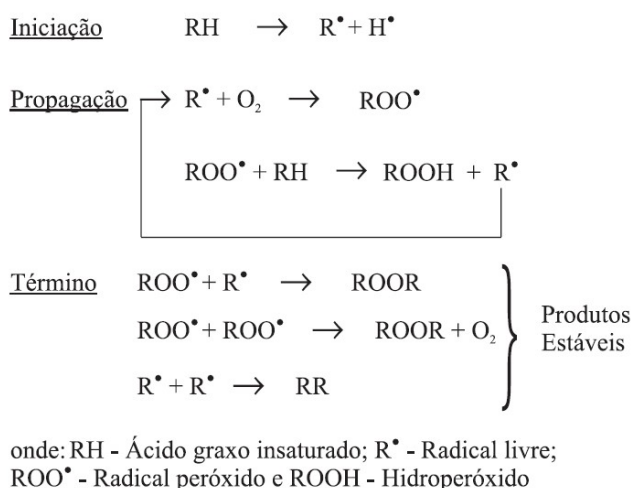 Iniciação RH → R• + H•
Propagação → R• + O₂ → ROO•
ROO• + RH → ROOH + R•
Término ROO• + R• → ROOR
ROO• + ROO• → ROOR + O₂
R• + R• → RR
Produtos
Estáveis
onde: RH - Ácido graxo insaturado; R• - Radical livre;
ROO• - Radical peróxido e ROOH - Hidroperóxido